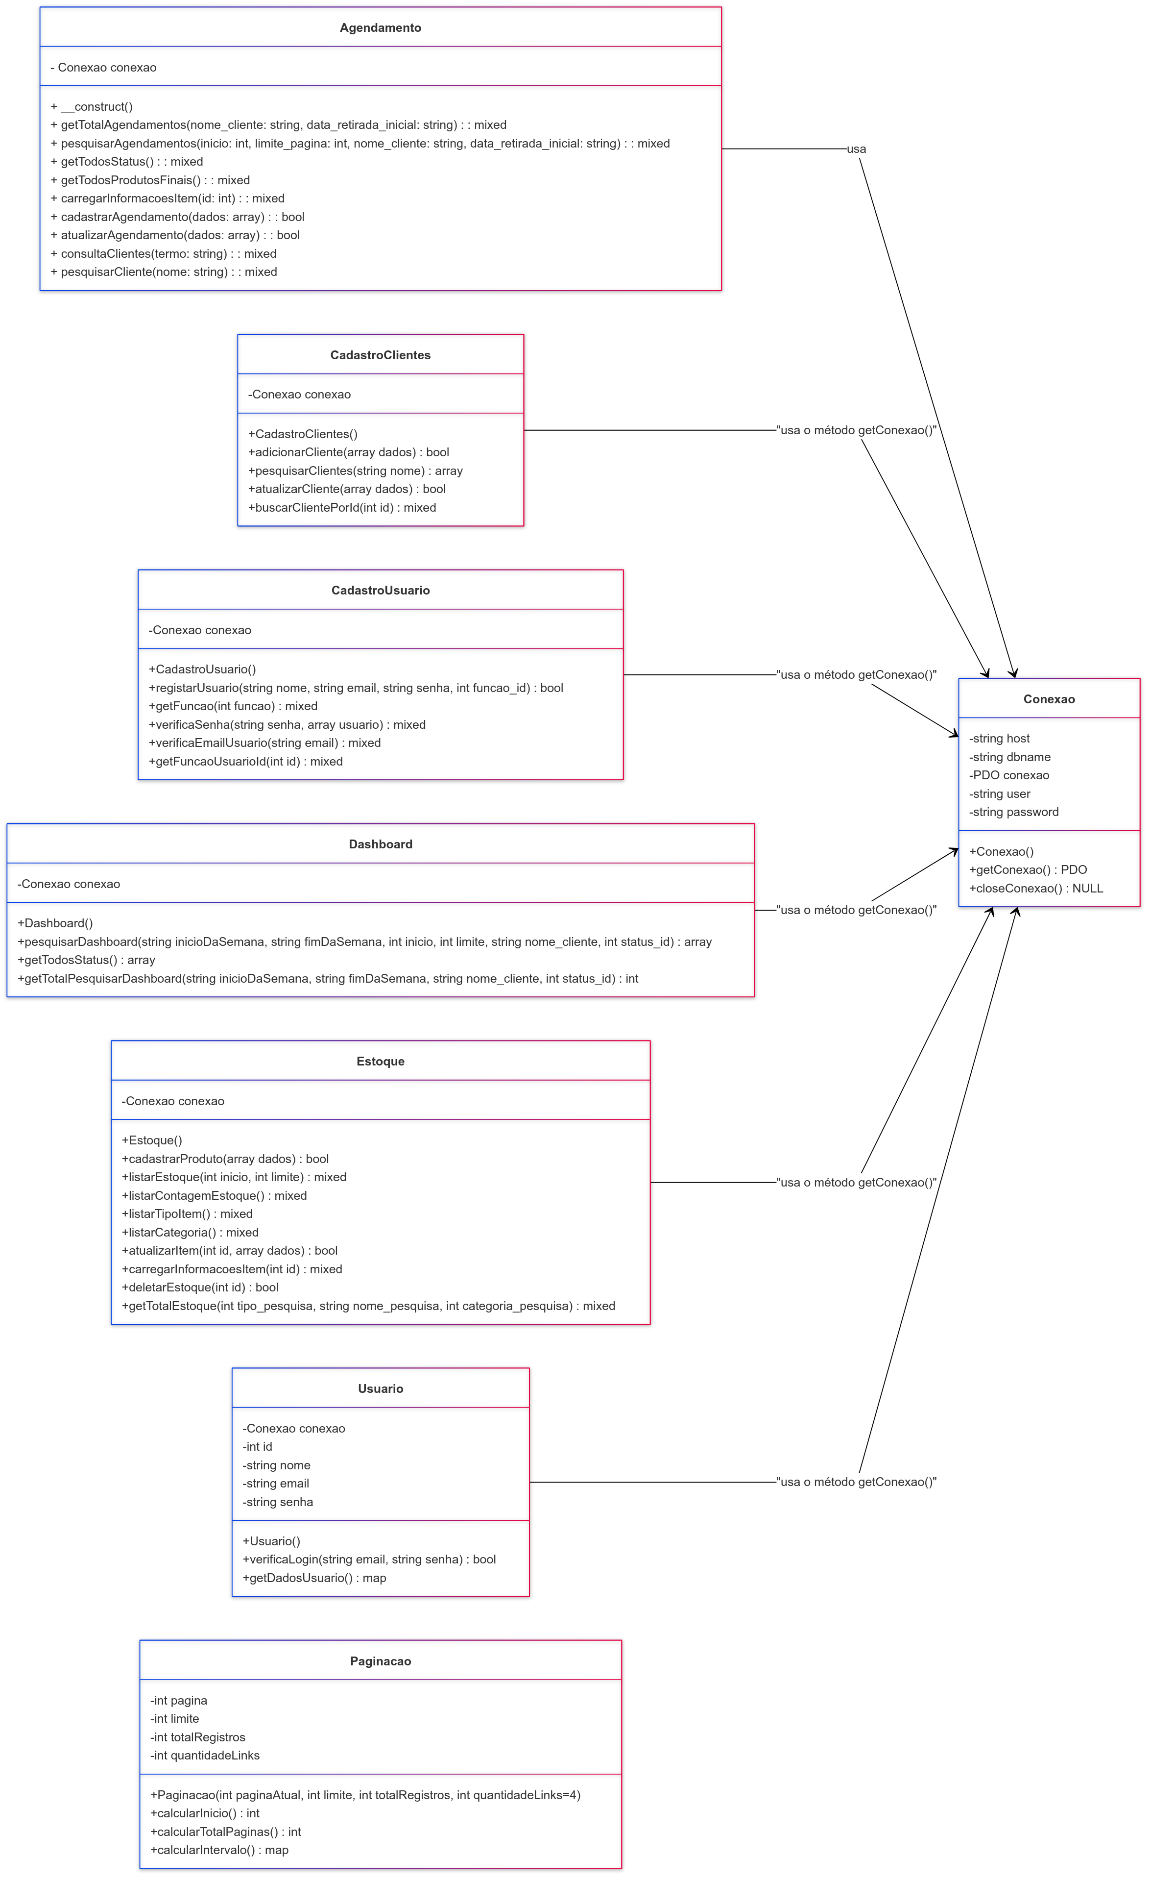 Agendamento
- Conexao conexao
+ __construct()
+ getTotalAgendamentos(nome_cliente: string, data_retirada_inicial: string) : : mixed
+ pesquisarAgendamentos(inicio: int, limite_pagina: int, nome_cliente: string, data_retirada_inicial: string) : : mixed
+ getTodosStatus() : : mixed
+ getTodosProdutosFinais() : : mixed
+ carregarInformacoesItem(id: int) : : mixed
+ cadastrarAgendamento(dados: array) : : bool
+ atualizarAgendamento(dados: array) : : bool
+ consultaClientes(termo: string) : : mixed
+ pesquisarCliente(nome: string) : : mixed
usa
CadastroClientes
-Conexao conexao
+CadastroClientes()
+adicionarCliente(array dados) : bool
+pesquisarClientes(string nome) : array
+atualizarCliente(array dados) : bool
+buscarClientePorId(int id) : mixed
"usa o método getConexao()"
CadastroUsuario
-Conexao conexao
+CadastroUsuario()
+registarUsuario(string nome, string email, string senha, int funcao_id) : bool
+getFuncao(int funcao) : mixed
+verificaSenha(string senha, array usuario) : mixed
+verificaEmailUsuario(string email) : mixed
+getFuncaoUsuarioId(int id) : mixed
"usa o método getConexao()"
Conexao
-string host
-string dbname
-PDO conexao
-string user
-string password
+Conexao()
+getConexao() : PDO
+closeConexao() : NULL
Dashboard
-Conexao conexao
+Dashboard()
+pesquisarDashboard(string inicioDaSemana, string fimDaSemana, int inicio, int limite, string nome_cliente, int status_id) : array
+getTodosStatus() : array
+getTotalPesquisarDashboard(string inicioDaSemana, string fimDaSemana, string nome_cliente, int status_id) : int
"usa o método getConexao()"
Estoque
-Conexao conexao
+Estoque()
+cadastrarProduto(array dados) : bool
+listarEstoque(int inicio, int limite) : mixed
+listarContagemEstoque() : mixed
+listarTipoItem() : mixed
+listarCategoria() : mixed
+atualizarItem(int id, array dados) : bool
+carregarInformacoesItem(int id) : mixed
+deletarEstoque(int id) : bool
+getTotalEstoque(int tipo_pesquisa, string nome_pesquisa, int categoria_pesquisa) : mixed
"usa o método getConexao()"
Usuario
-Conexao conexao
-int id
-string nome
-string email
-string senha
+Usuario()
+verificaLogin(string email, string senha) : bool
+getDadosUsuario() : map
"usa o método getConexao()"
Paginacao
-int pagina
-int limite
-int totalRegistros
-int quantidadeLinks
+Paginacao(int paginaAtual, int limite, int totalRegistros, int quantidadeLinks=4)
+calcularInicio() : int
+calcularTotalPaginas() : int
+calcularIntervalo() : map